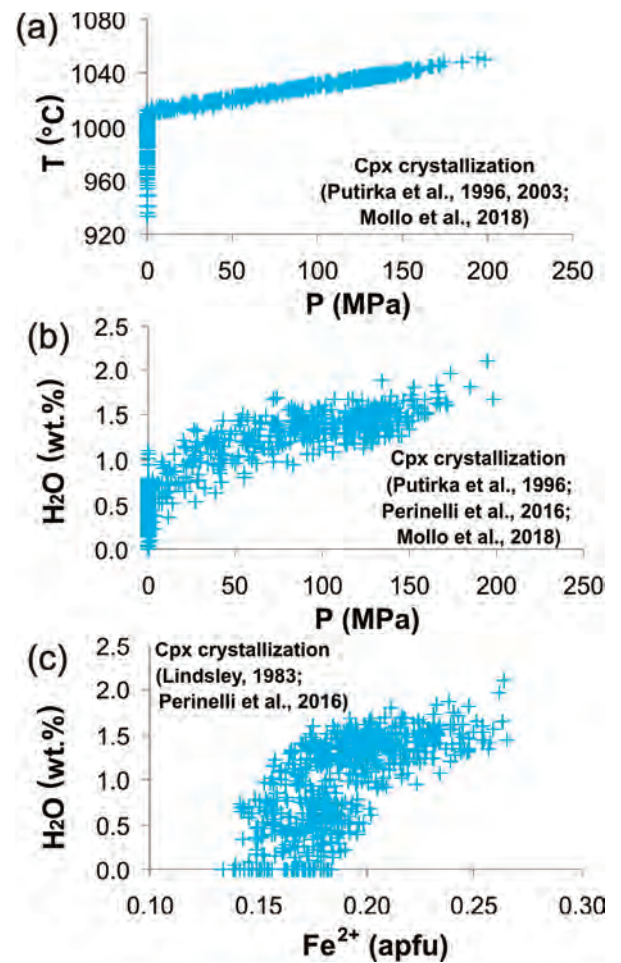 (a)
1080
1040
1000
960
920
T (°C)
Cpx crystallization
(Putirka et al., 1996, 2003;
Mollo et al., 2018)
0 50 100 150 200 250
P (MPa)
(b)
2.5
2.0
1.5
1.0
0.5
0.0
H₂O (wt.%)
Cpx crystallization
(Putirka et al., 1996;
Perinelli et al., 2016;
Mollo et al., 2018)
0 50 100 150 200 250
P (MPa)
(c)
Cpx crystallization
(Lindsley, 1983;
Perinelli et al., 2016)
2.5
2.0
1.5
1.0
0.5
0.0
H₂O (wt.%)
0.10 0.15 0.20 0.25 0.30
Fe²⁺ (apfu)